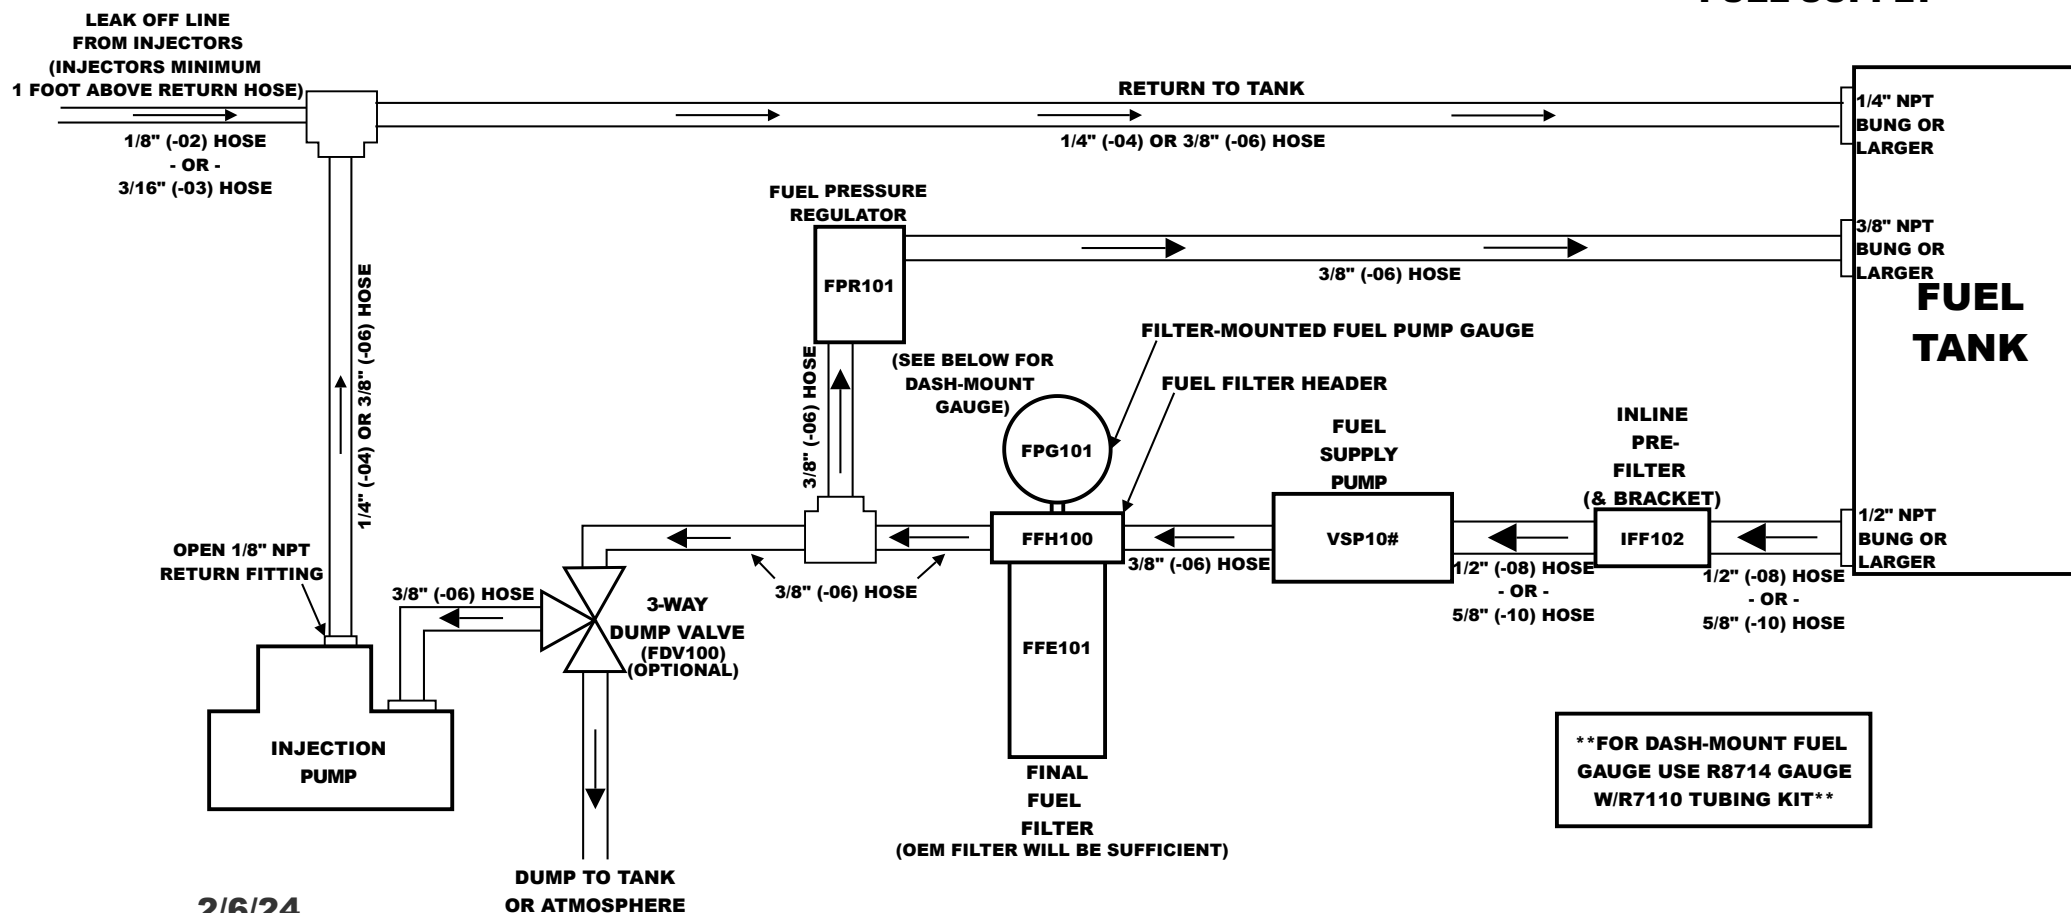 LEAK OFF LINE
FROM INJECTORS
(INJECTORS MINIMUM
1 FOOT ABOVE RETURN HOSE)
1/8" (-02) HOSE
- OR -
3/16" (-03) HOSE
RETURN TO TANK
1/4" (-04) OR 3/8" (-06) HOSE
1/4" NPT
BUNG OR
LARGER
FUEL PRESSURE
REGULATOR
FPR101
3/8" (-06) HOSE
3/8" NPT
BUNG OR
LARGER
FUEL
TANK
1/4" (-04) OR 3/8" (-06) HOSE
3/8" (-06) HOSE
(SEE BELOW FOR
DASH-MOUNT
GAUGE)
FILTER-MOUNTED FUEL PUMP GAUGE
FUEL FILTER HEADER
FPG101
FUEL
SUPPLY
PUMP
INLINE
PRE-
FILTER
(& BRACKET)
FFH100
VSP10#
IFF102
1/2" NPT
BUNG OR
LARGER
3/8" (-06) HOSE
1/2" (-08) HOSE
- OR -
5/8" (-10) HOSE
1/2" (-08) HOSE
- OR -
5/8" (-10) HOSE
OPEN 1/8" NPT
RETURN FITTING
3/8" (-06) HOSE
3/8" (-06) HOSE
3-WAY
DUMP VALVE
(FDV100)
(OPTIONAL)
FFE101
INJECTION
PUMP
FINAL
FUEL
FILTER
(OEM FILTER WILL BE SUFFICIENT)
**FOR DASH-MOUNT FUEL
GAUGE USE R8714 GAUGE
W/R7110 TUBING KIT**
DUMP TO TANK
OR ATMOSPHERE
2/6/24